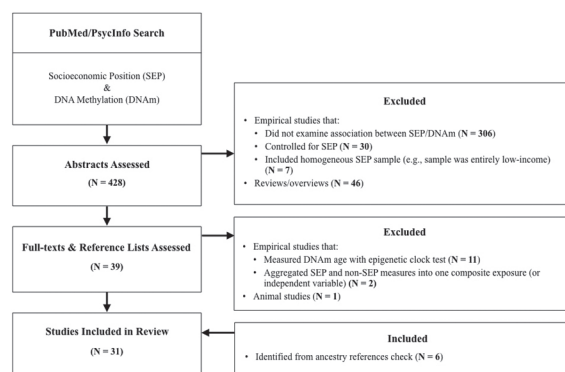 PubMed/PsycInfo Search
Socioeconomic Position (SEP)
&
DNA Methylation (DNAm)
Excluded
• Empirical studies that:
• Did not examine association between SEP/DNAm (N = 306)
• Controlled for SEP (N = 30)
• Included homogeneous SEP sample (e.g., sample was entirely low-income)
(N = 7)
• Reviews/overviews (N = 46)
Abstracts Assessed
(N = 428)
Full-texts & Reference Lists Assessed
(N = 39)
Excluded
• Empirical studies that:
• Measured DNAm age with epigenetic clock test (N = 11)
• Aggregated SEP and non-SEP measures into one composite exposure (or
independent variable) (N = 2)
• Animal studies (N = 1)
Studies Included in Review
(N = 31)
Included
• Identified from ancestry references check (N = 6)